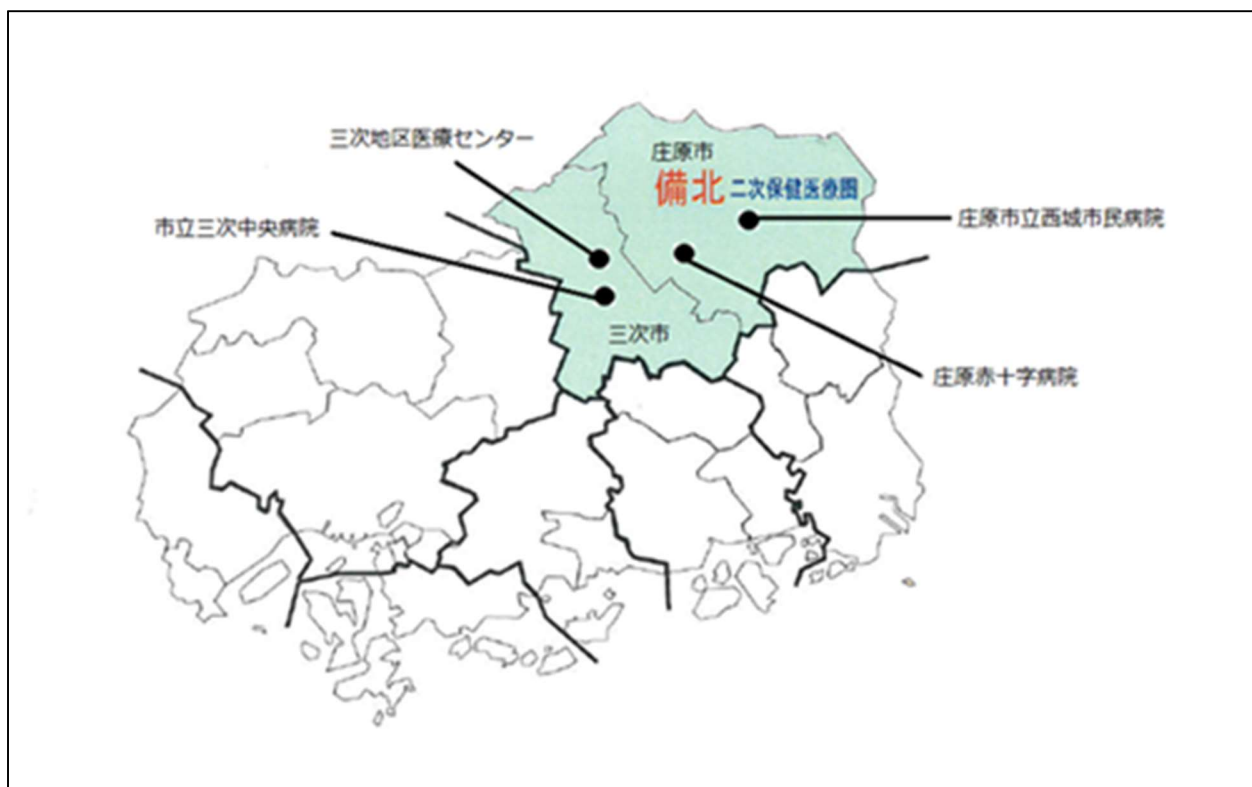 三次地区医療センター
庄原市
備北 二次保健医療圏
市立三次中央病院
庄原市立西城市民病院
三次市
庄原赤十字病院